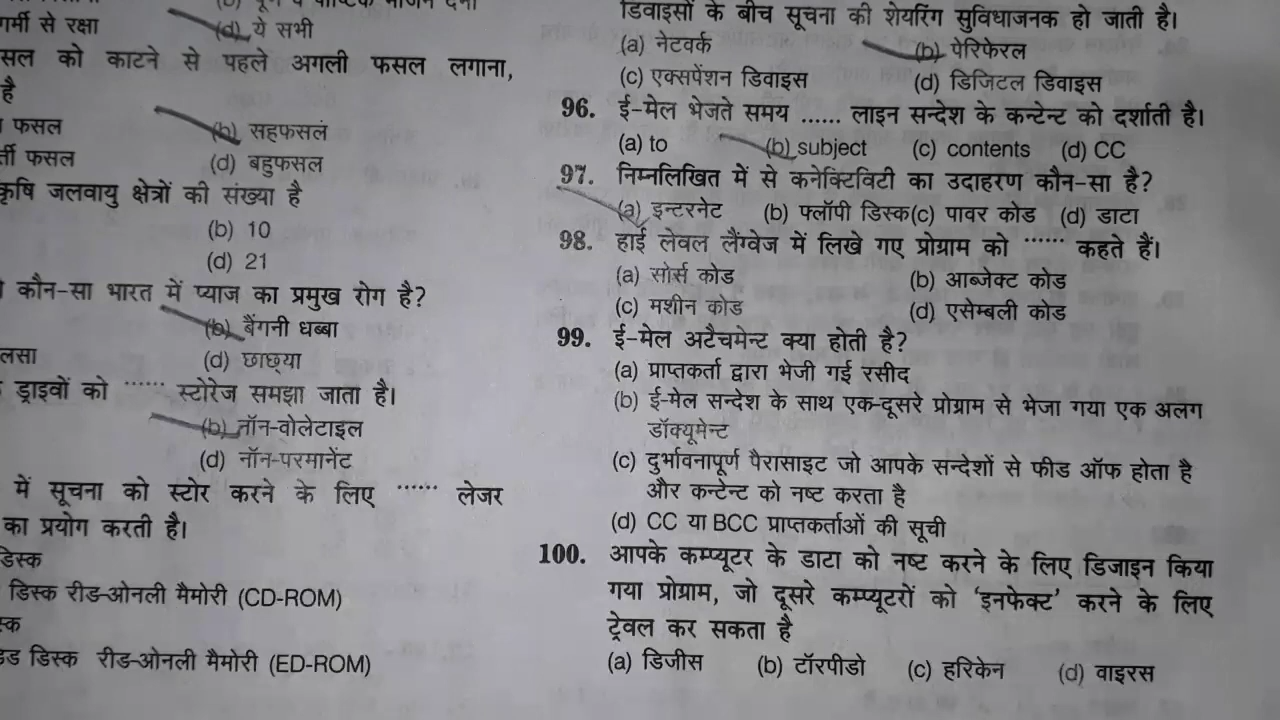 गर्मी से रक्षा
(d) ये सभी
सल को काटने से पहले अगली फसल लगाना,
है
फसल
(b) सहफसल
र्ती फसल
(d) बहुफसल
कृषि जलवायु क्षेत्रों की संख्या है
(b) 10
(d) 21
कौन-सा भारत में प्याज का प्रमुख रोग है?
(b) बैंगनी धब्बा
लसा
(d) छाछ्या
ड्राइवों को ...... स्टोरेज समझा जाता है।
(b) नॉन-वोलेटाइल
(d) नॉन-परमानेंट
में सूचना को स्टोर करने के लिए ...... लेजर
का प्रयोग करती है।
डिस्क
डिस्क रीड-ओनली मैमोरी (CD-ROM)
स्क
डिस्क रीड-ओनली मैमोरी (ED-ROM)
डिवाइसों के बीच सूचना की शेयरिंग सुविधाजनक हो जाती है।
(a) नेटवर्क (b) पेरिफेरल
(c) एक्सपेंशन डिवाइस (d) डिजिटल डिवाइस
96. ई-मेल भेजते समय ...... लाइन सन्देश के कन्टेन्ट को दर्शाती है।
(a) to (b) subject (c) contents (d) CC
97. निम्नलिखित में से कनेक्टिविटी का उदाहरण कौन-सा है?
(a) इन्टरनेट (b) फ्लॉपी डिस्क(c) पावर कोड (d) डाटा
98. हाई लेवल लैंग्वेज में लिखे गए प्रोग्राम को ...... कहते हैं।
(a) सोर्स कोड (b) आब्जेक्ट कोड
(c) मशीन कोड (d) एसेम्बली कोड
99. ई-मेल अटैचमेन्ट क्या होती है?
(a) प्राप्तकर्ता द्वारा भेजी गई रसीद
(b) ई-मेल सन्देश के साथ एक-दूसरे प्रोग्राम से भेजा गया एक अलग
डॉक्यूमेन्ट
(c) दुर्भावनापूर्ण पैरासाइट जो आपके सन्देशों से फीड ऑफ होता है
और कन्टेन्ट को नष्ट करता है
(d) CC या BCC प्राप्तकर्ताओं की सूची
100. आपके कम्प्यूटर के डाटा को नष्ट करने के लिए डिजाइन किया
गया प्रोग्राम, जो दूसरे कम्प्यूटरों को 'इनफेक्ट' करने के लिए
ट्रेवल कर सकता है
(a) डिजीस (b) टॉरपीडो (c) हरिकेन (d) वाइरस